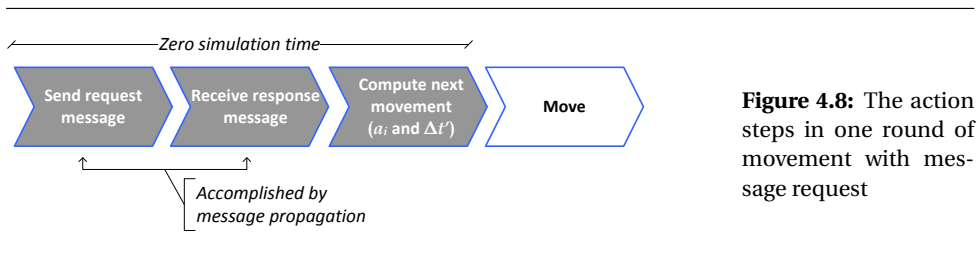 Zero simulation time
Send request
message
Receive response
message
Compute next
movement
(aᵢ and Δt′)
Move
Accomplished by
message propagation
Figure 4.8: The action
steps in one round of
movement with mes-
sage request